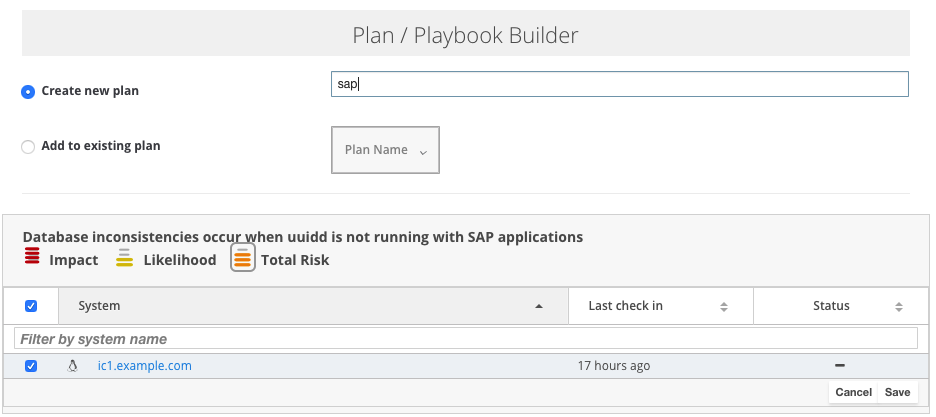 Plan / Playbook Builder
Create new plan
sap
Add to existing plan
Plan Name
Database inconsistencies occur when uuidd is not running with SAP applications
Impact Likelihood Total Risk
System Last check in Status
Filter by system name
ic1.example.com 17 hours ago
Cancel Save